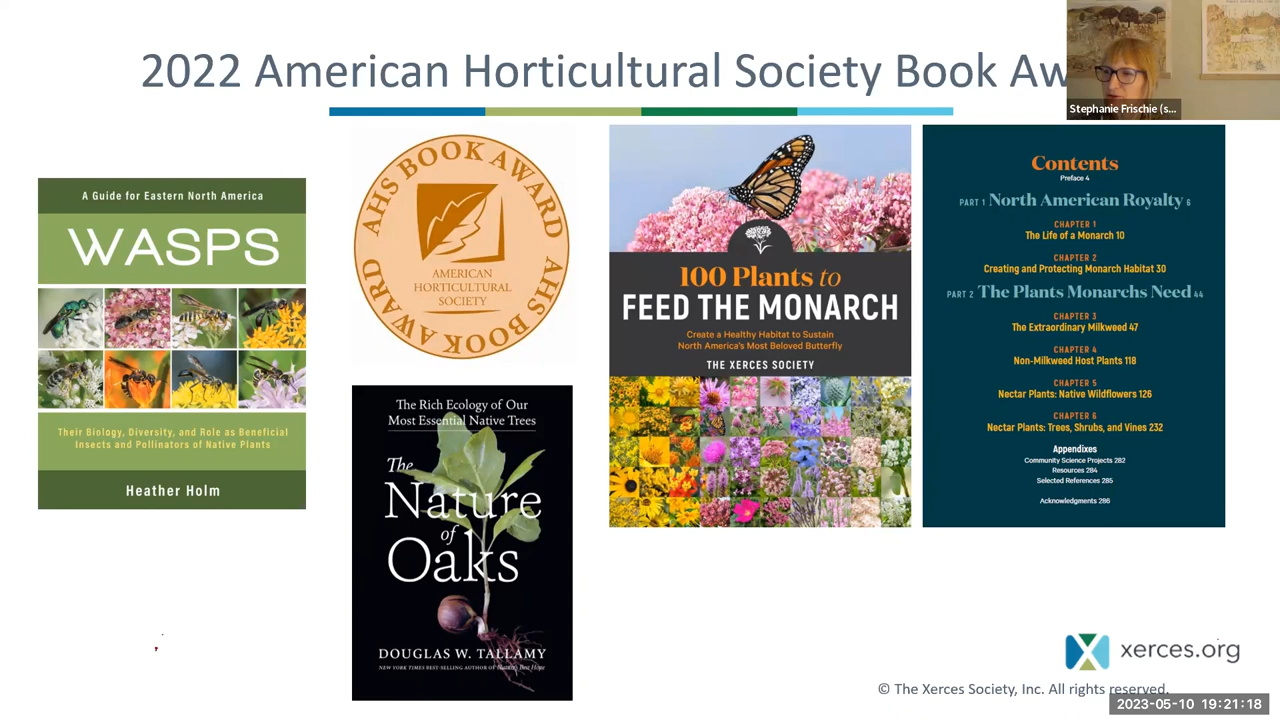 2022 American Horticultural Society Book Aw
Stephanie Frischie (s...
A Guide for Eastern North America
WASPS
Their Biology, Diversity, and Role as Beneficial
Insects and Pollinators of Native Plants
Heather Holm
AHS BOOK AWARD
AHS BOOK AWARD
AMERICAN
HORTICULTURAL
SOCIETY
The Rich Ecology of Our
Most Essential Native Trees
The
Nature
of
Oaks
DOUGLAS W. TALLAMY
NEW YORK TIMES BEST-SELLING AUTHOR OF Nature's Best Hope
100 Plants to
FEED THE MONARCH
Create a Healthy Habitat to Sustain
North America's Most Beloved Butterfly
THE XERCES SOCIETY
Contents
Preface 4
PART 1 North American Royalty 6
CHAPTER 1
The Life of a Monarch 10
CHAPTER 2
Creating and Protecting Monarch Habitat 30
PART 2 The Plants Monarchs Need 44
CHAPTER 3
The Extraordinary Milkweed 47
CHAPTER 4
Non-Milkweed Host Plants 118
CHAPTER 5
Nectar Plants: Native Wildflowers 126
CHAPTER 6
Nectar Plants: Trees, Shrubs, and Vines 232
Appendixes
Community Science Projects 282
Resources 284
Selected References 285
Acknowledgments 286
xerces.org
© The Xerces Society, Inc. All rights reserved.
2023-05-10 19:21:18